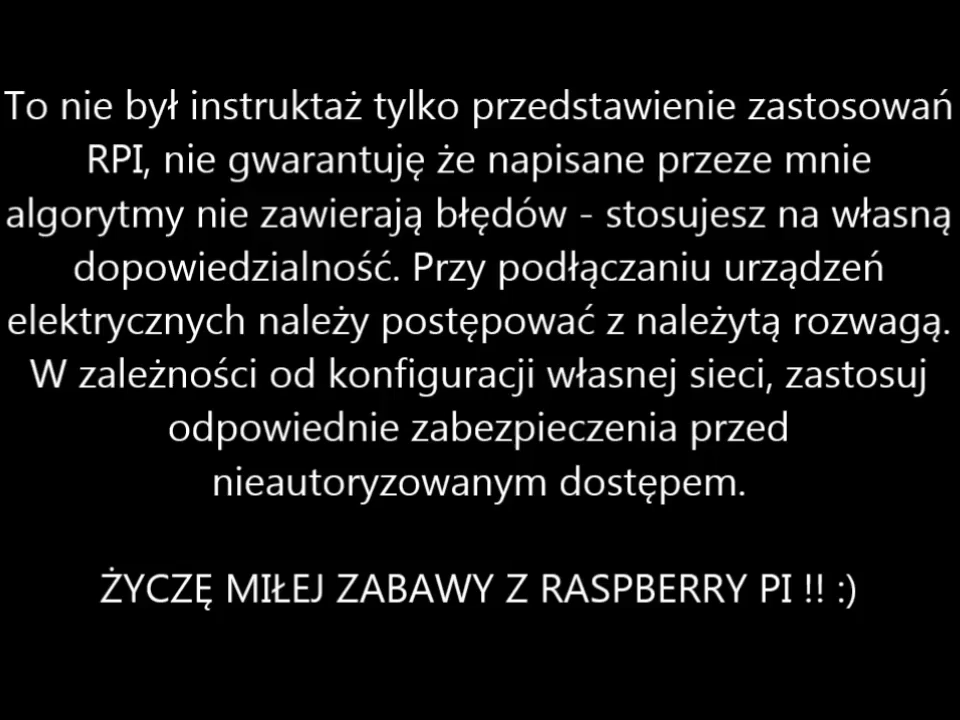 To nie był instruktaż tylko przedstawienie zastosowań
RPI, nie gwarantuję że napisane przeze mnie
algorytmy nie zawierają błędów - stosujesz na własną
dopowiedzialność. Przy podłączaniu urządzeń
elektrycznych należy postępować z należytą rozwagą.
W zależności od konfiguracji własnej sieci, zastosuj
odpowiednie zabezpieczenia przed
nieautoryzowanym dostępem.
ŻYCZĘ MIŁEJ ZABAWY Z RASPBERRY PI !! :)